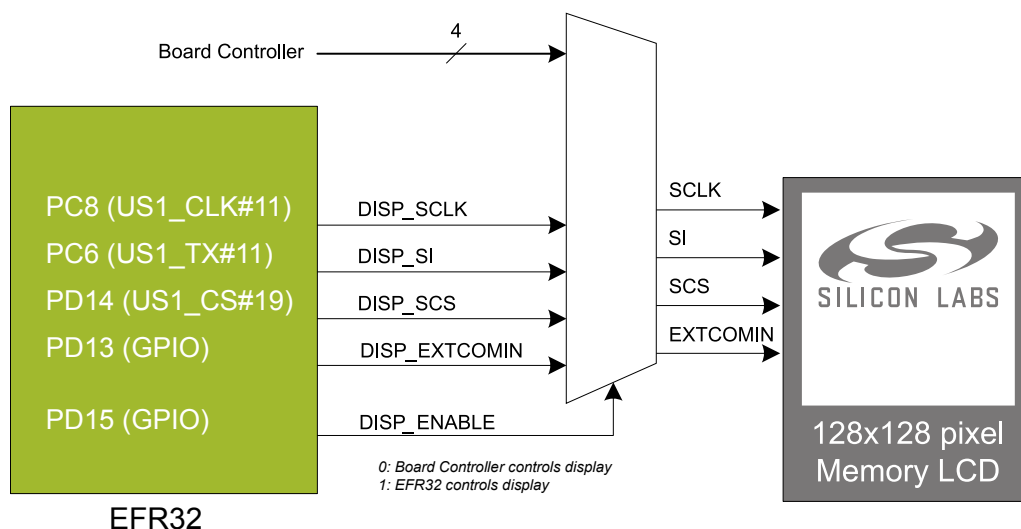 4
Board Controller
PC8 (US1_CLK#11)
DISP_SCLK
SCLK
PC6 (US1_TX#11)
DISP_SI
SI
PD14 (US1_CS#19)
DISP_SCS
SCS
SILICON LABS
PD13 (GPIO)
DISP_EXTCOMIN
EXTCOMIN
PD15 (GPIO)
DISP_ENABLE
128x128 pixel
Memory LCD
0: Board Controller controls display
1: EFR32 controls display
EFR32